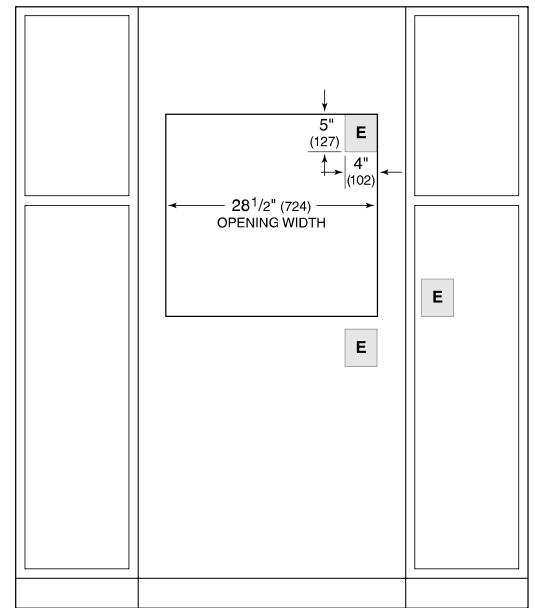 5"
(127)
E
4"
(102)
28 1/2" (724)
OPENING WIDTH
E
E